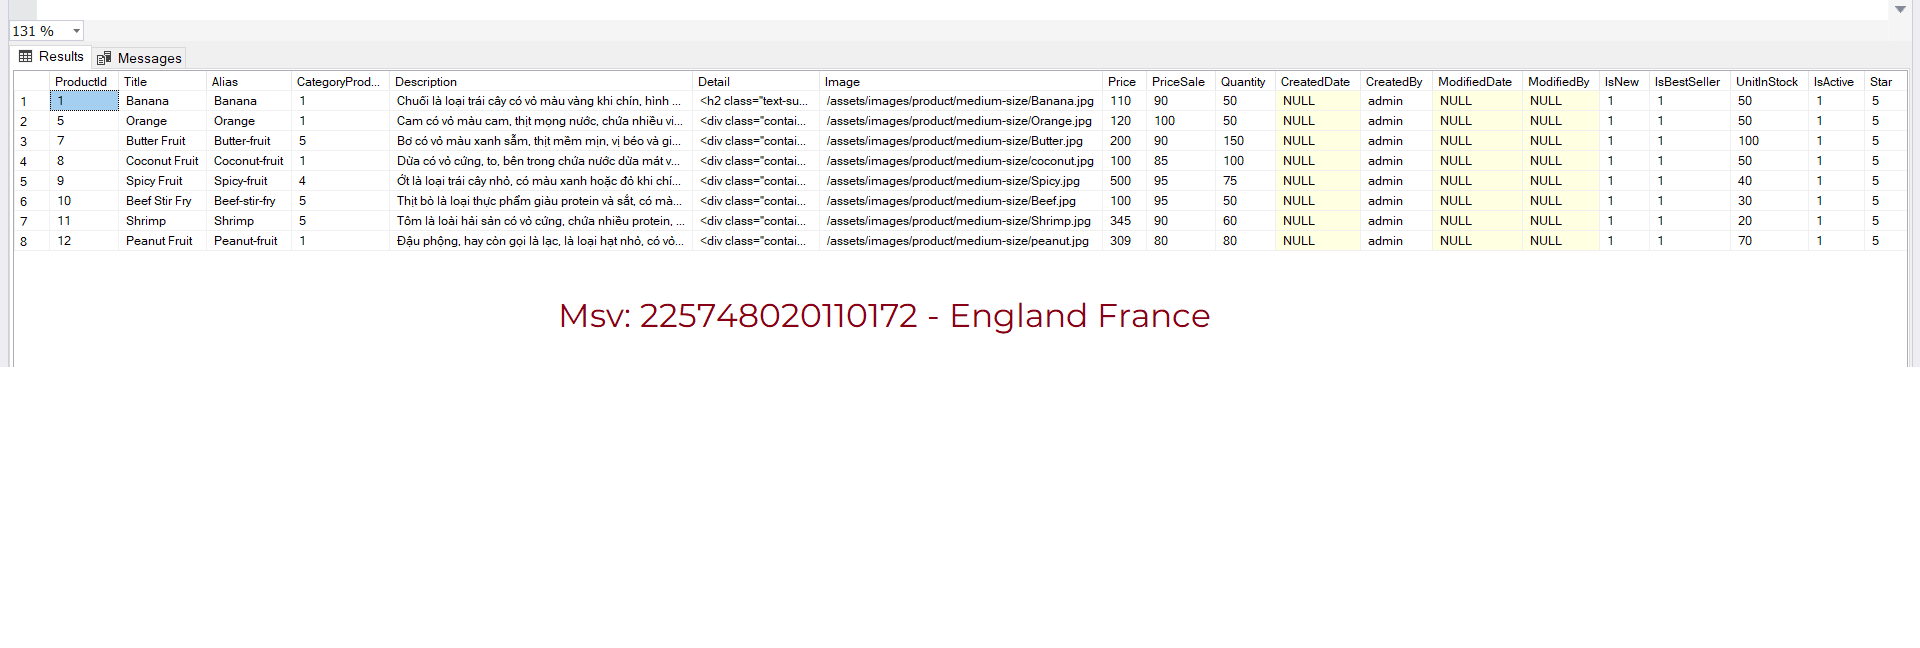 131 %
Results Messages
ProductId Title Alias CategoryProd... Description Detail Image Price PriceSale Quantity CreatedDate CreatedBy ModifiedDate ModifiedBy IsNew IsBestSeller UnitInStock IsActive Star
1 1 Banana Banana 1 Chuối là loại trái cây có vỏ màu vàng khi chín, hình ... <h2 class="text-su... /assets/images/product/medium-size/Banana.jpg 110 90 50 NULL admin NULL NULL 1 1 50 1 5
2 5 Orange Orange 1 Cam có vỏ màu cam, thịt mọng nước, chứa nhiều vi... <div class="contai... /assets/images/product/medium-size/Orange.jpg 120 100 50 NULL admin NULL NULL 1 1 50 1 5
3 7 Butter Fruit Butter-fruit 5 Bơ có vỏ màu xanh sẫm, thịt mềm mịn, vị béo và gi... <div class="contai... /assets/images/product/medium-size/Butter.jpg 200 90 150 NULL admin NULL NULL 1 1 100 1 5
4 8 Coconut Fruit Coconut-fruit 1 Dừa có vỏ cứng, to, bên trong chứa nước dừa mát v... <div class="contai... /assets/images/product/medium-size/coconut.jpg 100 85 100 NULL admin NULL NULL 1 1 50 1 5
5 9 Spicy Fruit Spicy-fruit 4 Ớt là loại trái cây nhỏ, có màu xanh hoặc đỏ khi chí... <div class="contai... /assets/images/product/medium-size/Spicy.jpg 500 95 75 NULL admin NULL NULL 1 1 40 1 5
6 10 Beef Stir Fry Beef-stir-fry 5 Thịt bò là loại thực phẩm giàu protein và sắt, có mà... <div class="contai... /assets/images/product/medium-size/Beef.jpg 100 95 50 NULL admin NULL NULL 1 1 30 1 5
7 11 Shrimp Shrimp 5 Tôm là loài hải sản có vỏ cứng, chứa nhiều protein, ... <div class="contai... /assets/images/product/medium-size/Shrimp.jpg 345 90 60 NULL admin NULL NULL 1 1 20 1 5
8 12 Peanut Fruit Peanut-fruit 1 Đậu phộng, hay còn gọi là lạc, là loại hạt nhỏ, có vỏ... <div class="contai... /assets/images/product/medium-size/peanut.jpg 309 80 80 NULL admin NULL NULL 1 1 70 1 5
Msv: 225748020110172 - England France